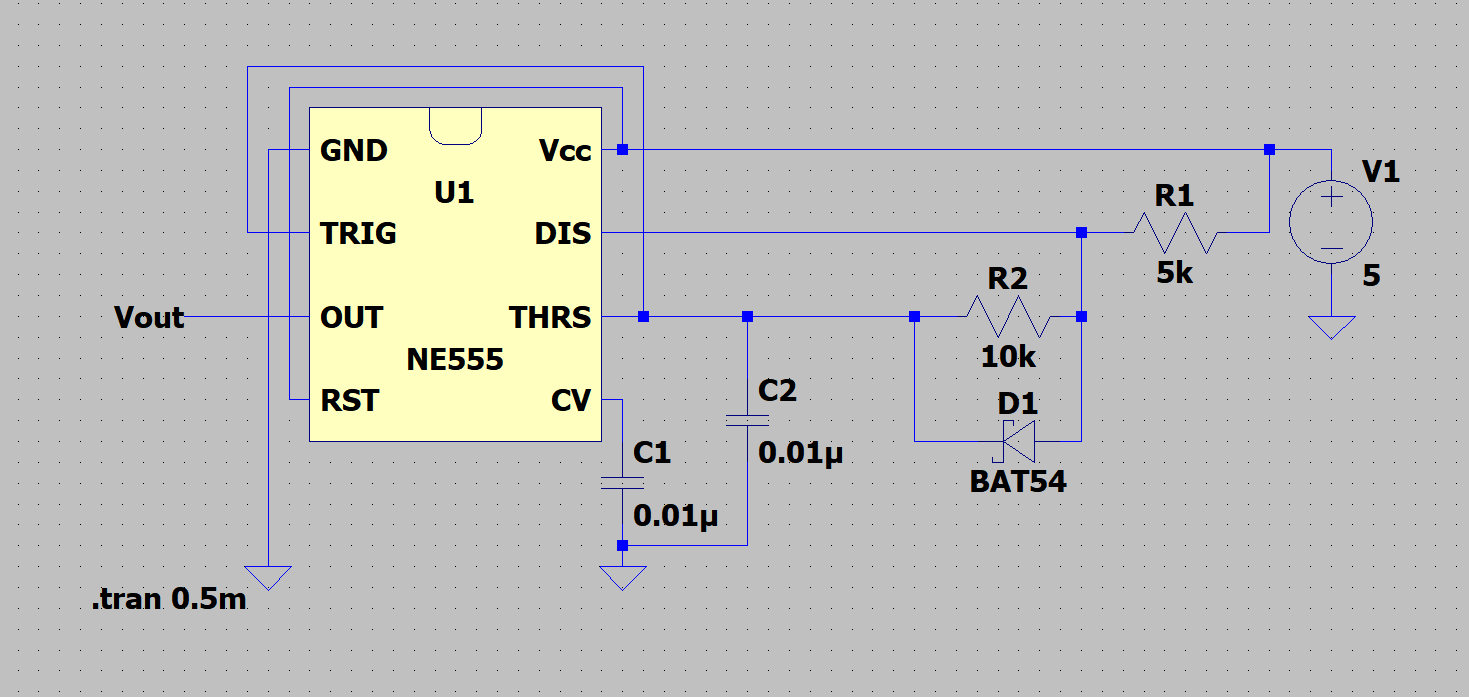 GND
Vcc
U1
TRIG
DIS
Vout
OUT
THRS
NE555
RST
CV
V1
5
R1
5k
R2
10k
C2
0.01µ
D1
BAT54
C1
0.01µ
.tran 0.5m